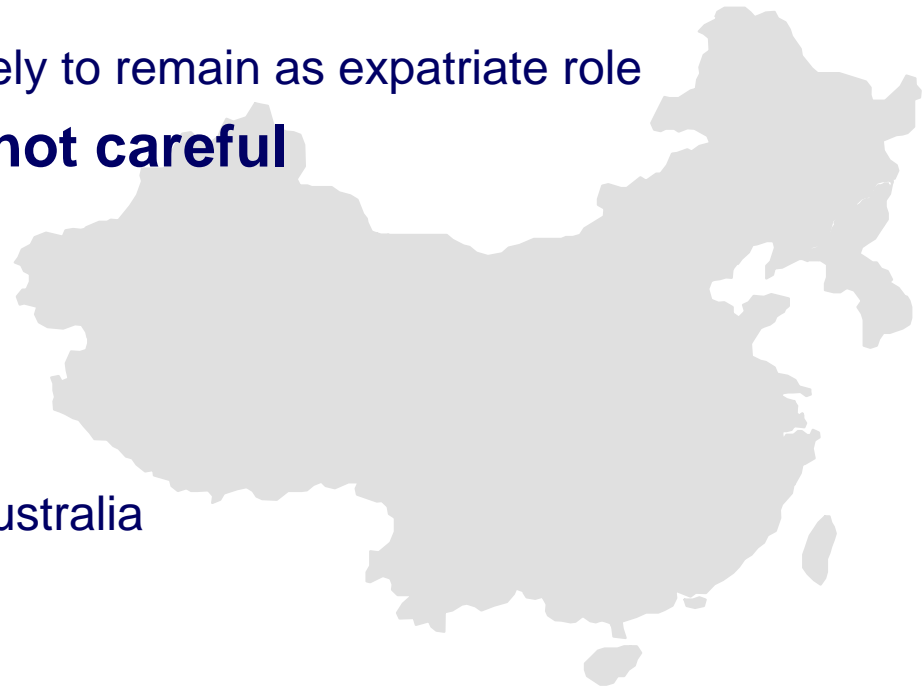 ely to remain as expatriate role
not careful
ustralia